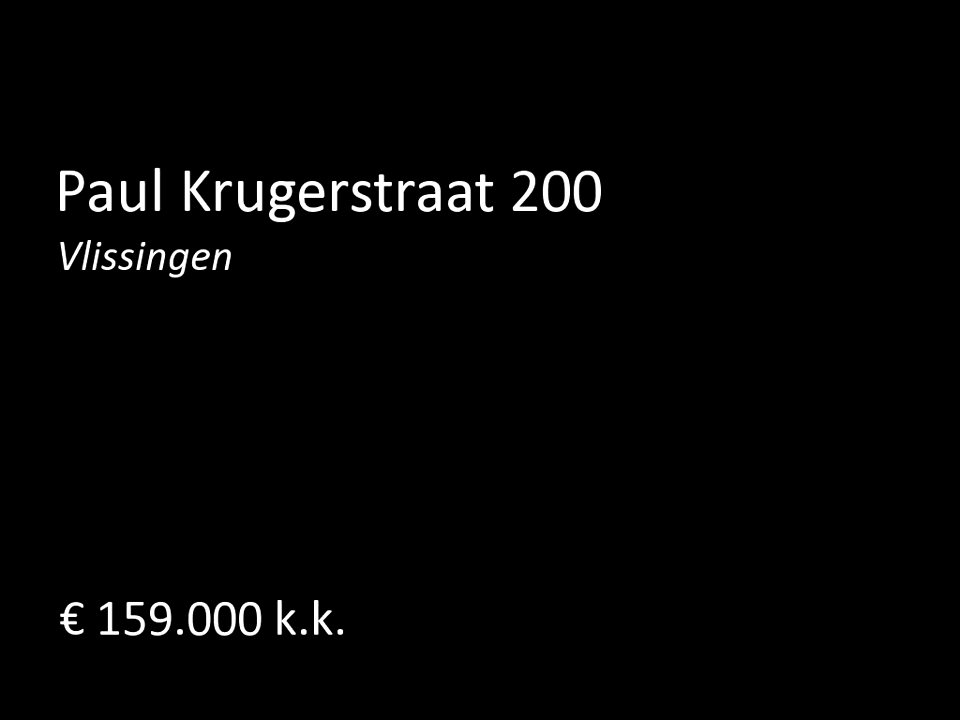 Paul Krugerstraat 200
Vlissingen
€ 159.000 k.k.